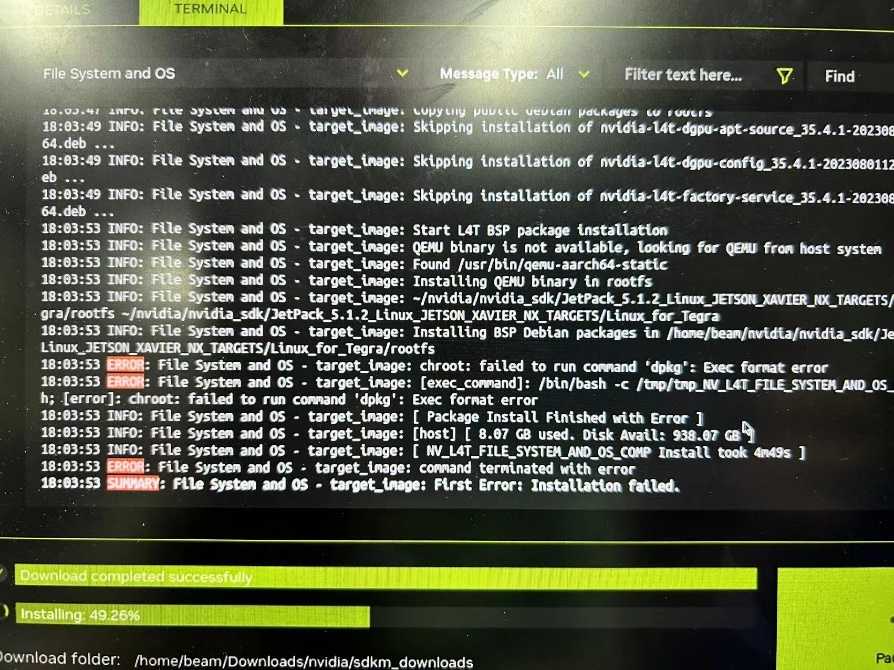 DETAILS
TERMINAL
File System and OS
Message Type: All
Filter text here...
Find
18:03:47 INFO: File System and OS - target_image: Copying public debian packages to rootfs
18:03:49 INFO: File System and OS - target_image: Skipping installation of nvidia-l4t-dgpu-apt-source_35.4.1-202308
64.deb ...
18:03:49 INFO: File System and OS - target_image: Skipping installation of nvidia-l4t-dgpu-config_35.4.1-2023080112
eb ...
18:03:49 INFO: File System and OS - target_image: Skipping installation of nvidia-l4t-factory-service_35.4.1-202308
64.deb ...
18:03:53 INFO: File System and OS - target_image: Start L4T BSP package installation
18:03:53 INFO: File System and OS - target_image: QEMU binary is not available, looking for QEMU from host system
18:03:53 INFO: File System and OS - target_image: Found /usr/bin/qemu-aarch64-static
18:03:53 INFO: File System and OS - target_image: Installing QEMU binary in rootfs
18:03:53 INFO: File System and OS - target_image: ~/nvidia/nvidia_sdk/JetPack_5.1.2_Linux_JETSON_XAVIER_NX_TARGETS/
gra/rootfs ~/nvidia/nvidia_sdk/JetPack_5.1.2_Linux_JETSON_XAVIER_NX_TARGETS/Linux_for_Tegra
18:03:53 INFO: File System and OS - target_image: Installing BSP Debian packages in /home/beam/nvidia/nvidia_sdk/Je
Linux_JETSON_XAVIER_NX_TARGETS/Linux_for_Tegra/rootfs
18:03:53 ERROR: File System and OS - target_image: chroot: failed to run command 'dpkg': Exec format error
18:03:53 ERROR: File System and OS - target_image: [exec_command]: /bin/bash -c /tmp/tmp_NV_L4T_FILE_SYSTEM_AND_OS_
h; [error]: chroot: failed to run command 'dpkg': Exec format error
18:03:53 INFO: File System and OS - target_image: [ Package Install Finished with Error ]
18:03:53 INFO: File System and OS - target_image: [host] [ 8.07 GB used. Disk Avail: 938.07 GB ]
18:03:53 INFO: File System and OS - target_image: [ NV_L4T_FILE_SYSTEM_AND_OS_COMP Install took 4m49s ]
18:03:53 ERROR: File System and OS - target_image: command terminated with error
18:03:53 SUMMARY: File System and OS - target_image: First Error: Installation failed.
Download completed successfully
Installing: 49.26%
Download folder: /home/beam/Downloads/nvidia/sdkm_downloads
Pau